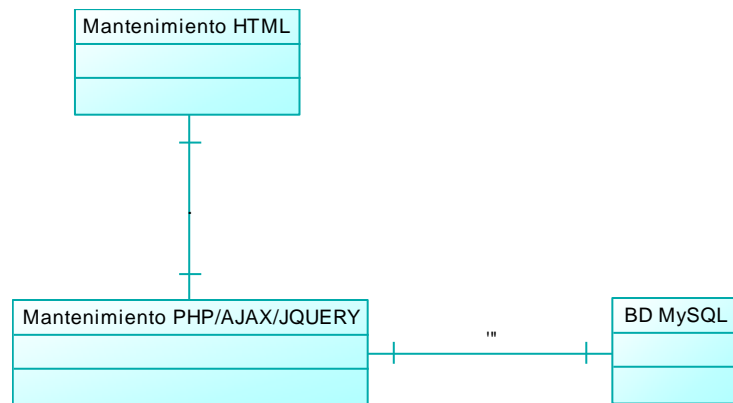 Mantenimiento HTML
.
Mantenimiento PHP/AJAX/JQUERY
'"
BD MySQL